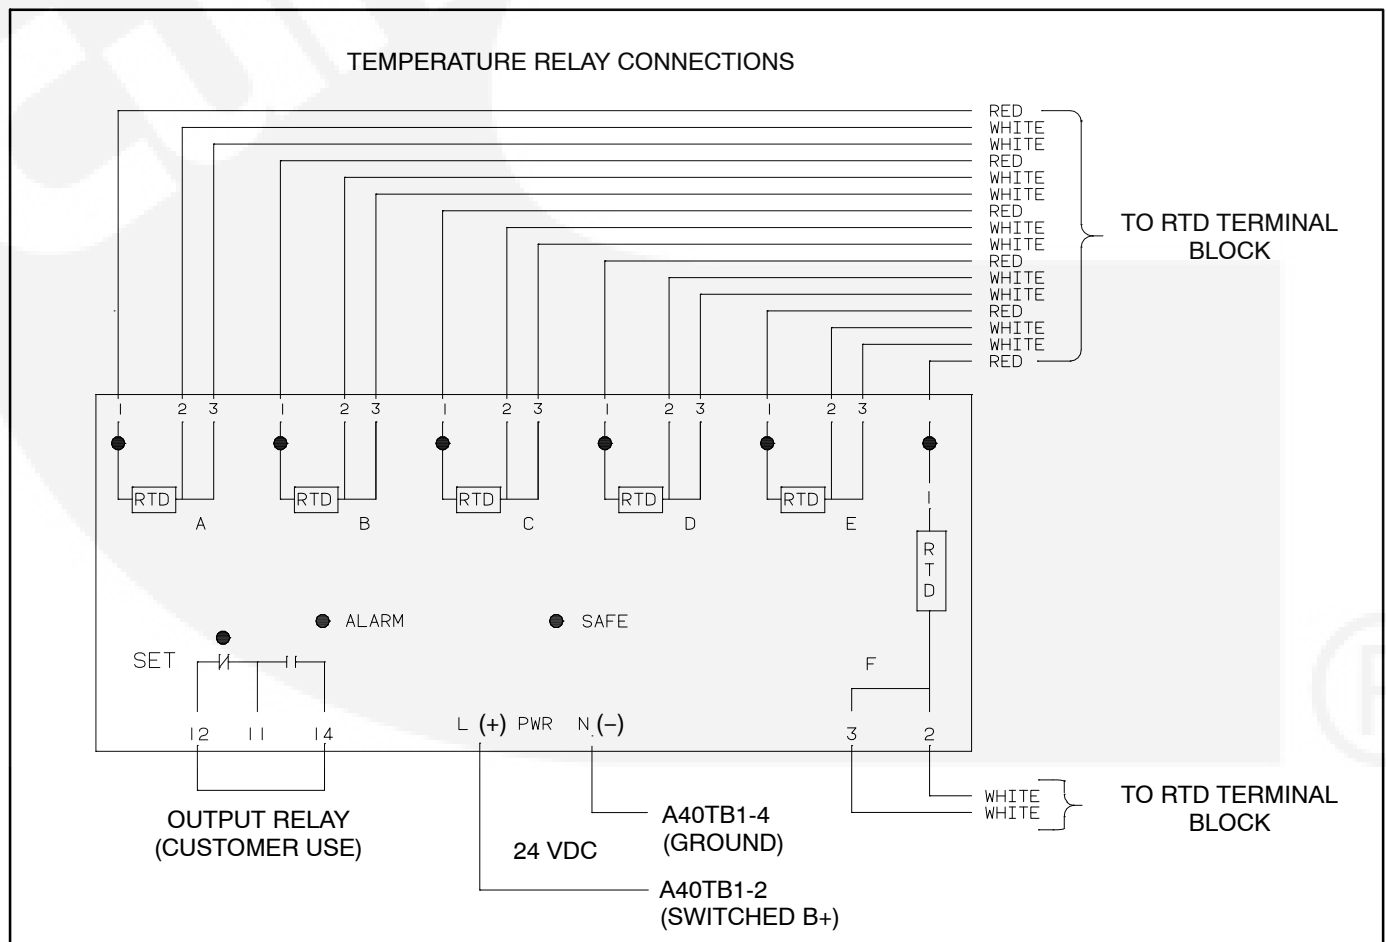 TEMPERATURE RELAY CONNECTIONS
RED
WHITE
WHITE
RED
WHITE
WHITE
RED
WHITE
WHITE
RED
WHITE
WHITE
RED
WHITE
WHITE
RED
TO RTD TERMINAL
BLOCK
1 2 3 1 2 3 1 2 3 1 2 3 1 2 3 1
RTD RTD RTD RTD RTD
A B C D E
1
RTD
ALARM SAFE
SET F
L (+) PWR N (–)
12 11 14 3 2
WHITE
WHITE
TO RTD TERMINAL
BLOCK
OUTPUT RELAY
(CUSTOMER USE)
24 VDC
A40TB1-4
(GROUND)
A40TB1-2
(SWITCHED B+)